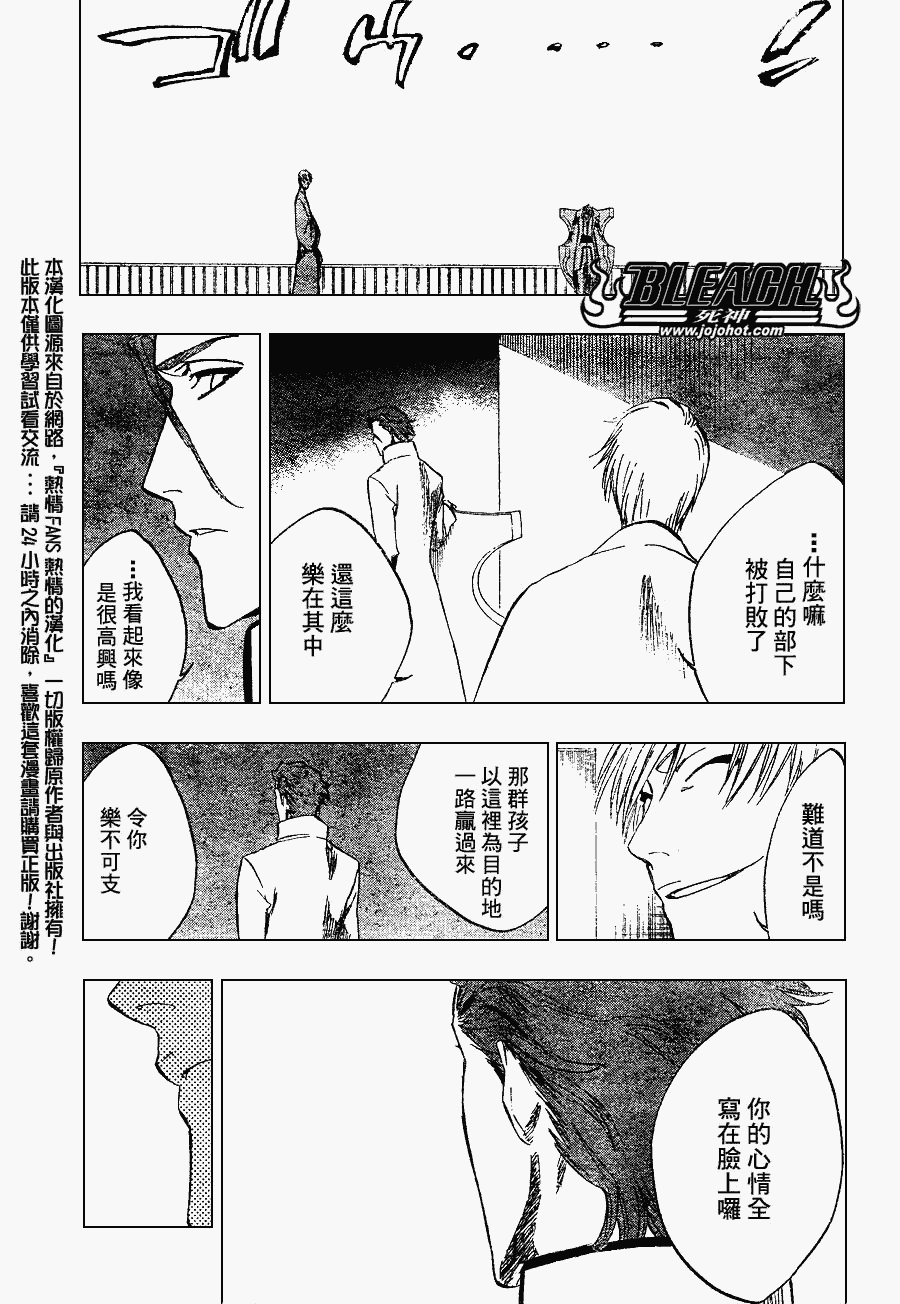 ゴ
BLEACH
死神
www.jojohot.com
…什麼嘛
自己的部下
被打敗了
還這麼
樂在其中
…我看起來像
是很高興嗎
難道不是嗎
那群孩子
以這裡為目的地
一路贏過來
令你
樂不可支
你的心情全
寫在臉上囉
本漢化圖源來自於網路，『熱情FANS熱情的漢化』一切版權歸原作者與出版社擁有！
此版本僅供學習試看交流… 請24小時之內消除，喜歡這套漫畫請購買正版！謝謝。